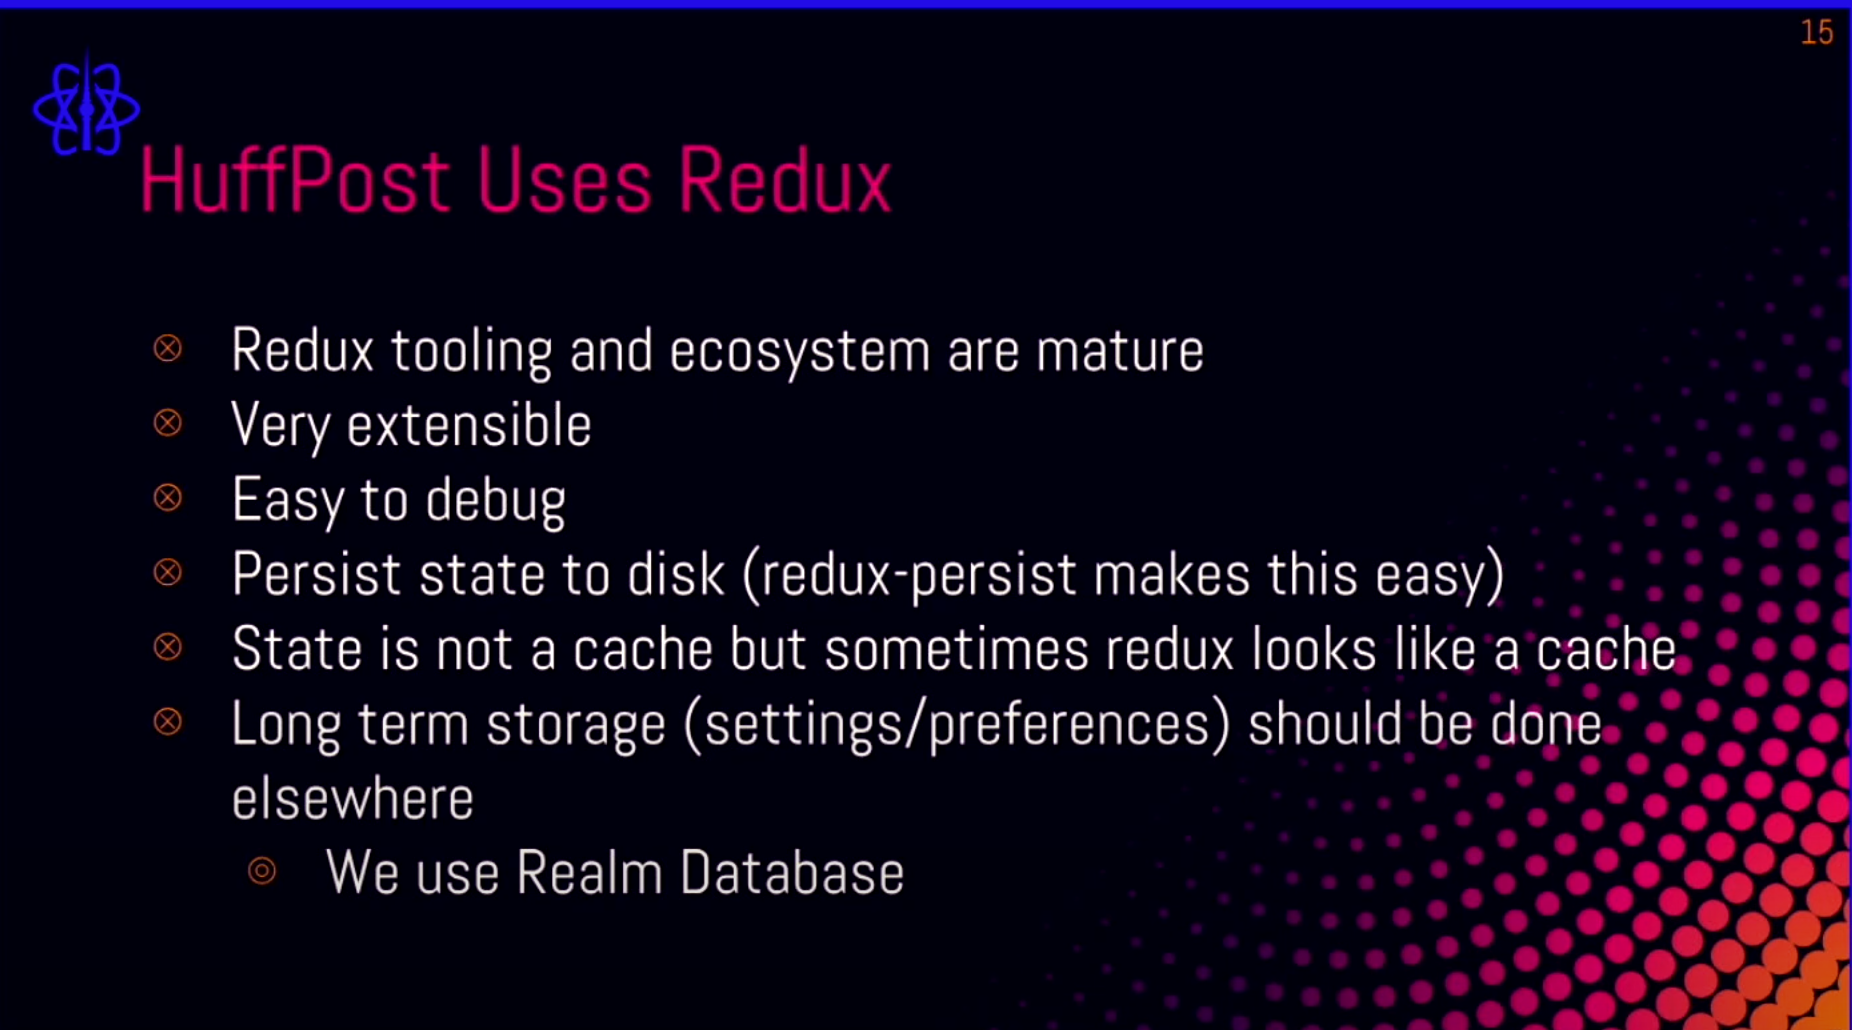 15
HuffPost Uses Redux
Redux tooling and ecosystem are mature
Very extensible
Easy to debug
Persist state to disk (redux-persist makes this easy)
State is not a cache but sometimes redux looks like a cache
Long term storage (settings/preferences) should be done
elsewhere
We use Realm Database